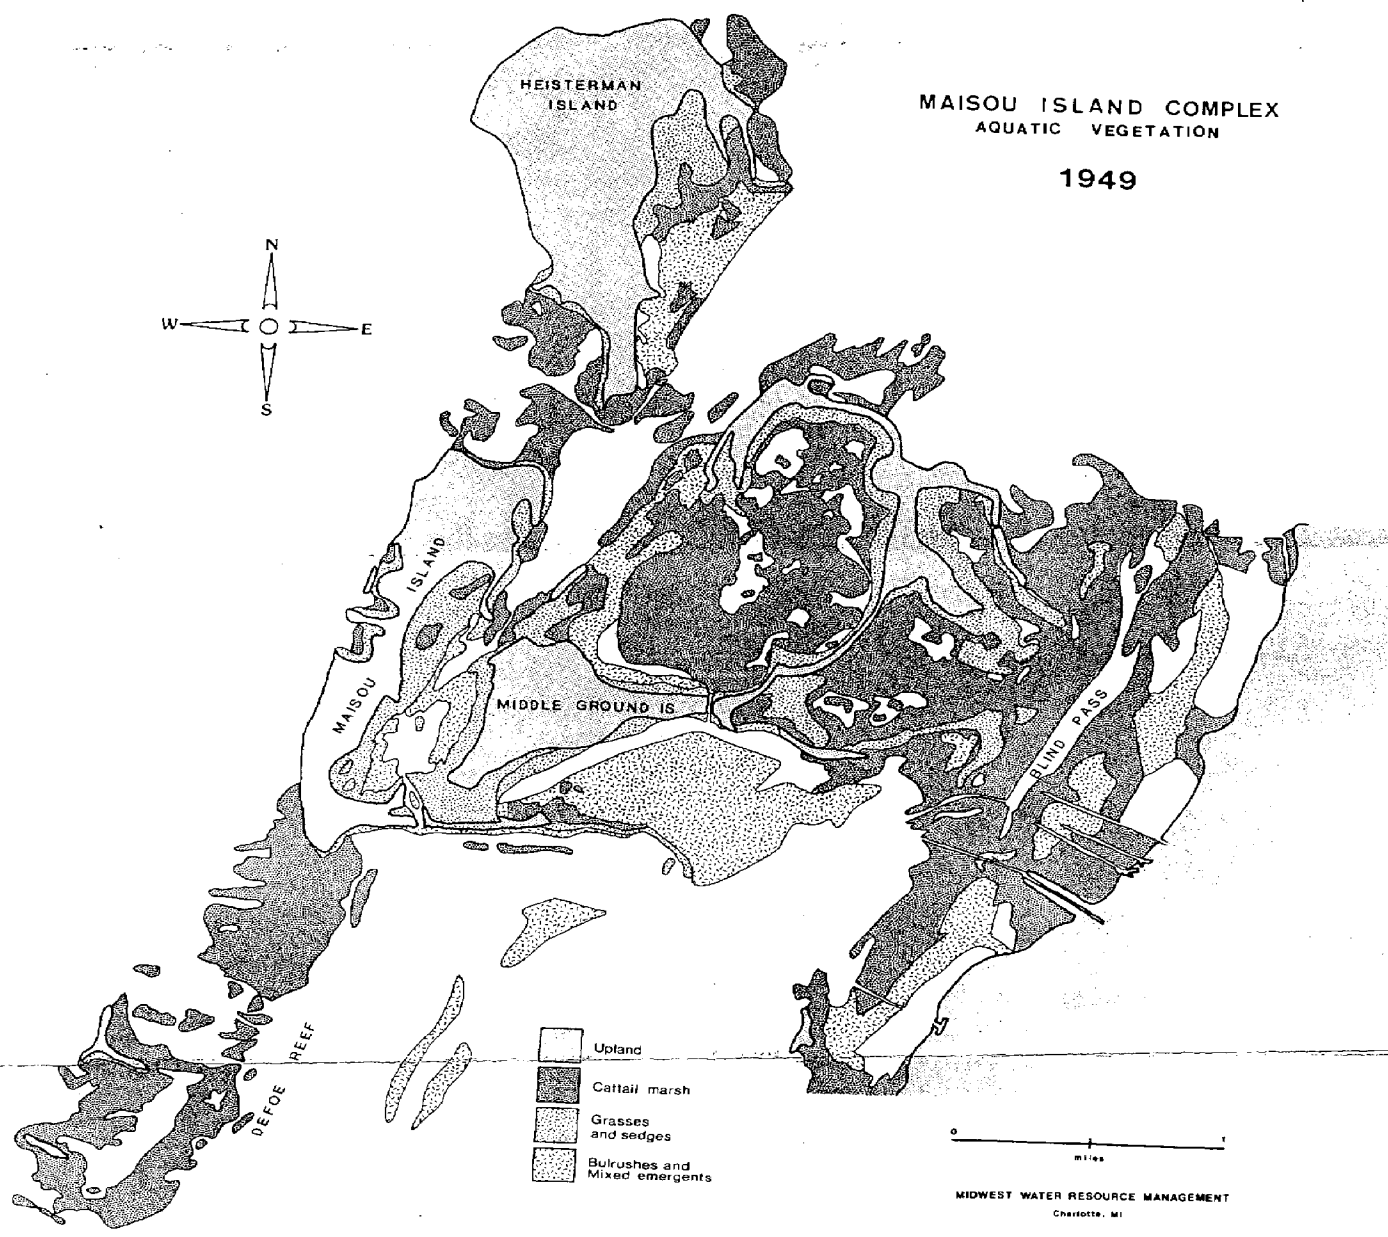 HEISTERMAN
ISLAND
MAISOU ISLAND COMPLEX
AQUATIC VEGETATION
1949
N
W E
S
MAISOU ISLAND
MIDDLE GROUND IS
BLIND PASS
DEFOE REEF
Upland
Cattail marsh
Grasses
and sedges
Bulrushes and
Mixed emergents
0 1
miles
MIDWEST WATER RESOURCE MANAGEMENT
Charlotte, MI